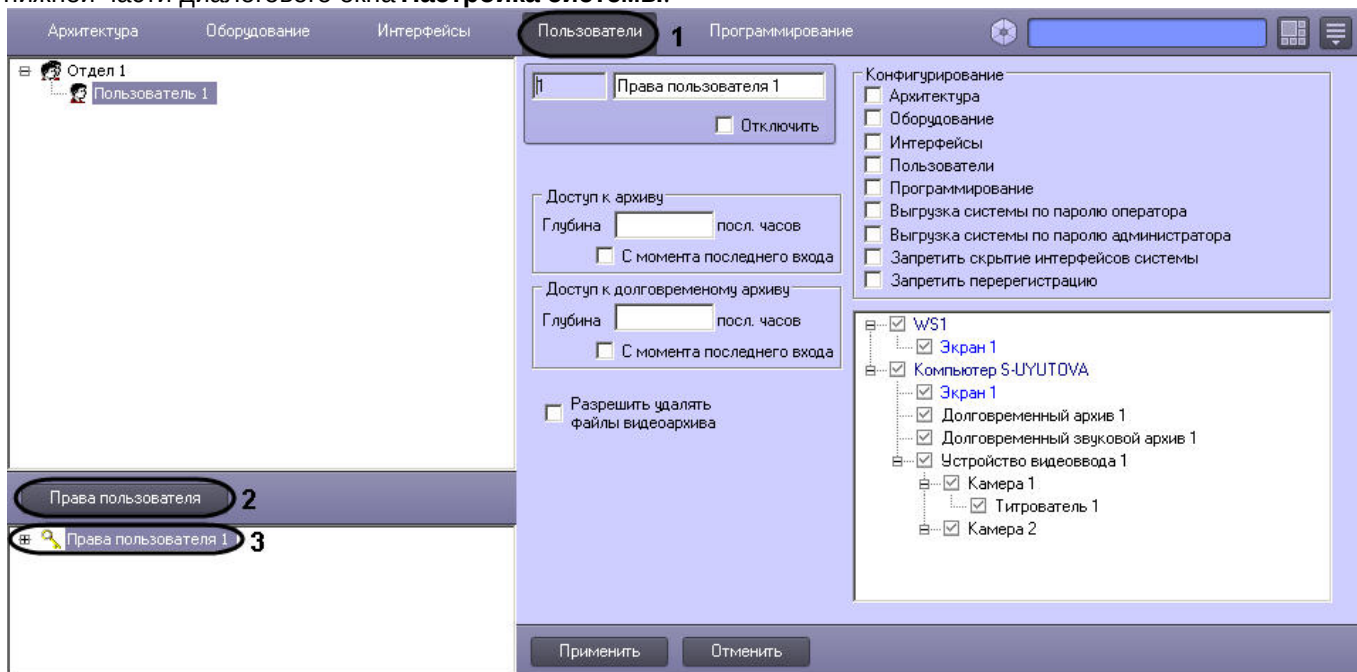 нижной части диалогового окна Настройка системы.
Архитектура Оборудование Интерфейсы Пользователи 1 Программирование
Отдел 1
Пользователь 1
1 Права пользователя 1
Отключить
Доступ к архиву
Глубина посл. часов
С момента последнего входа
Доступ к долговременому архиву
Глубина посл. часов
С момента последнего входа
Разрешить удалять
файлы видеоархива
Конфигурирование
Архитектура
Оборудование
Интерфейсы
Пользователи
Программирование
Выгрузка системы по паролю оператора
Выгрузка системы по паролю администратора
Запретить скрытие интерфейсов системы
Запретить перерегистрацию
WS1
Экран 1
Компьютер S-UYUTOVA
Экран 1
Долговременный архив 1
Долговременный звуковой архив 1
Устройство видеоввода 1
Камера 1
Титрователь 1
Камера 2
Права пользователя 2
Права пользователя 1 3
Применить Отменить